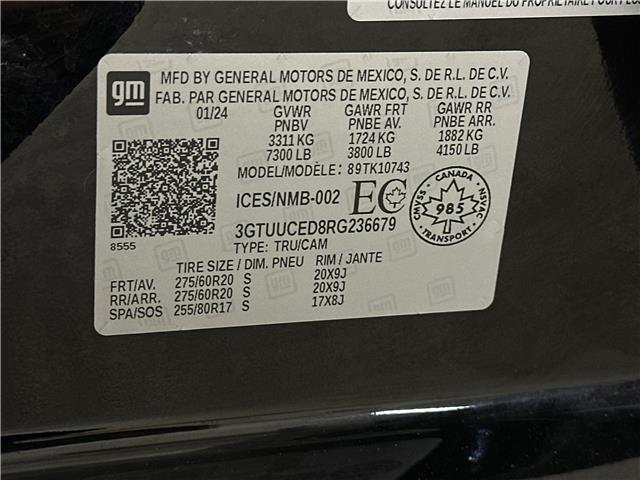 CONSULTEZ LE MANUEL DU PROPRIÉTAIRE POUR PLUS
gm
MFD BY GENERAL MOTORS DE MEXICO, S. DE R.L. DE C.V.
FAB. PAR GENERAL MOTORS DE MEXICO, S. DE R.L. DE C.V.
01/24 GVWR GAWR FRT GAWR RR
PNBV PNBE AV. PNBE ARR.
3311 KG 1724 KG 1882 KG
7300 LB 3800 LB 4150 LB
MODEL/MODÈLE: 89TK10743
ICES/NMB-002 EC
CANADA
CMVSS NSVAC
985
TRANSPORT
3GTUUCED8RG236679
8555
TYPE: TRU/CAM
TIRE SIZE / DIM. PNEU RIM / JANTE
FRT/AV. 275/60R20 S 20X9J
RR/ARR. 275/60R20 S 20X9J
SPA/SOS 255/80R17 S 17X8J